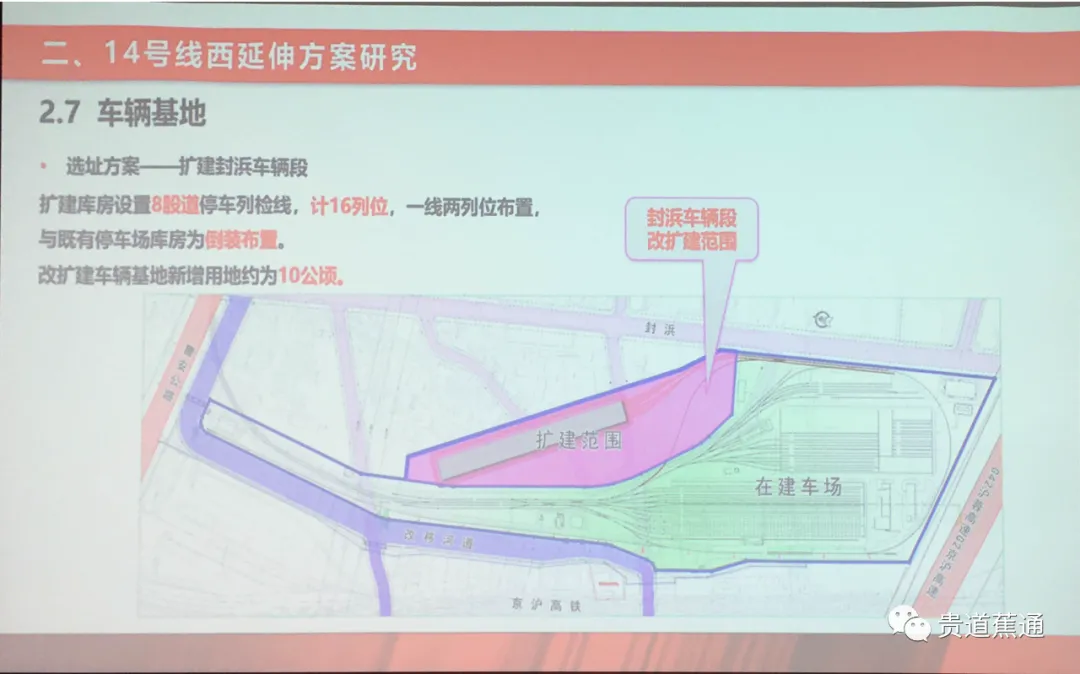 二、14号线西延伸方案研究
2.7 车辆基地
• 选址方案——扩建封浜车辆段
扩建库房设置8股道停车列检线，计16列位，一线两列位布置，
与既有停车场库房为倒装布置。
改扩建车辆基地新增用地约为10公顷。
封浜车辆段
改扩建范围
封浜
扩建范围
在建车场
改移河道
京沪高铁
贵道蕉通